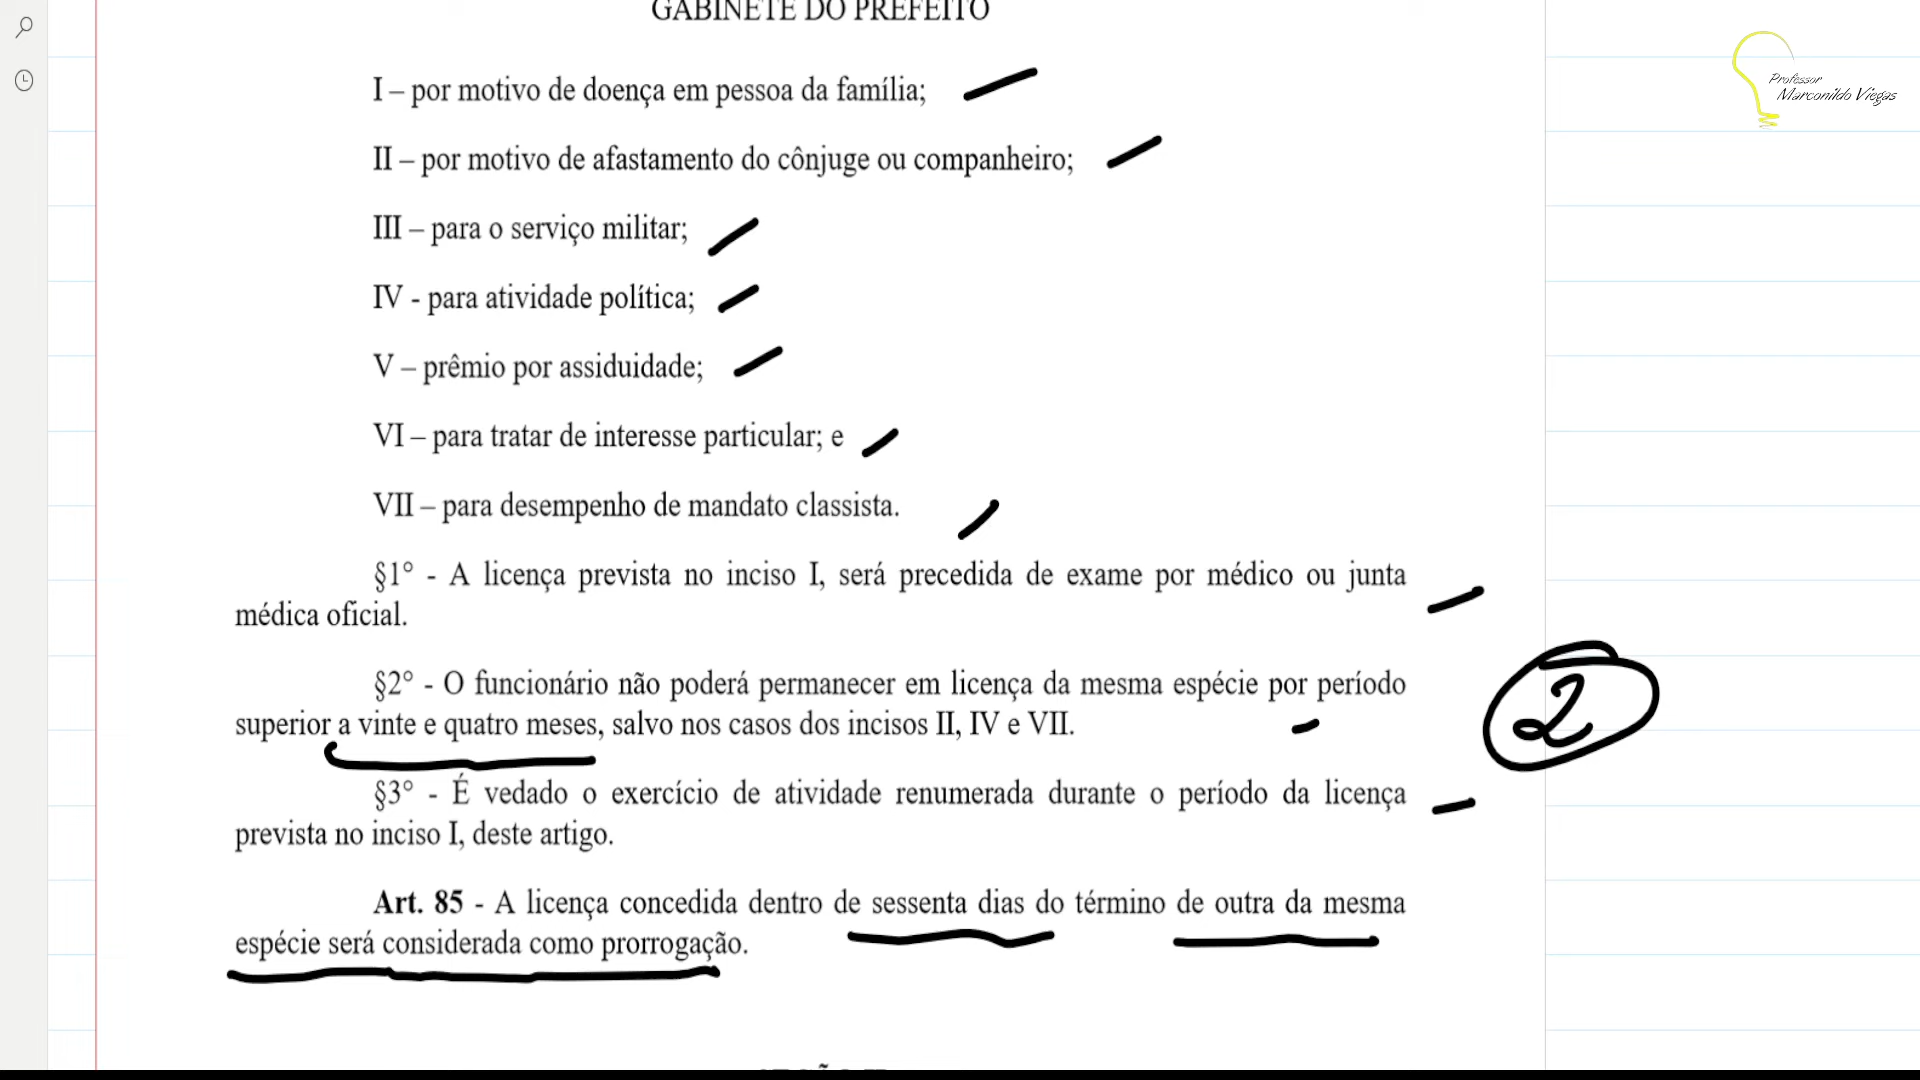 GABINETE DO PREFEITO
Professor
Marconildo Viegas
I – por motivo de doença em pessoa da família;
II – por motivo de afastamento do cônjuge ou companheiro;
III – para o serviço militar;
IV - para atividade política;
V – prêmio por assiduidade;
VI – para tratar de interesse particular; e
VII – para desempenho de mandato classista.
§1° - A licença prevista no inciso I, será precedida de exame por médico ou junta
médica oficial.
§2° - O funcionário não poderá permanecer em licença da mesma espécie por período
superior a vinte e quatro meses, salvo nos casos dos incisos II, IV e VII.
2
§3° - É vedado o exercício de atividade renumerada durante o período da licença
prevista no inciso I, deste artigo.
Art. 85 - A licença concedida dentro de sessenta dias do término de outra da mesma
espécie será considerada como prorrogação.